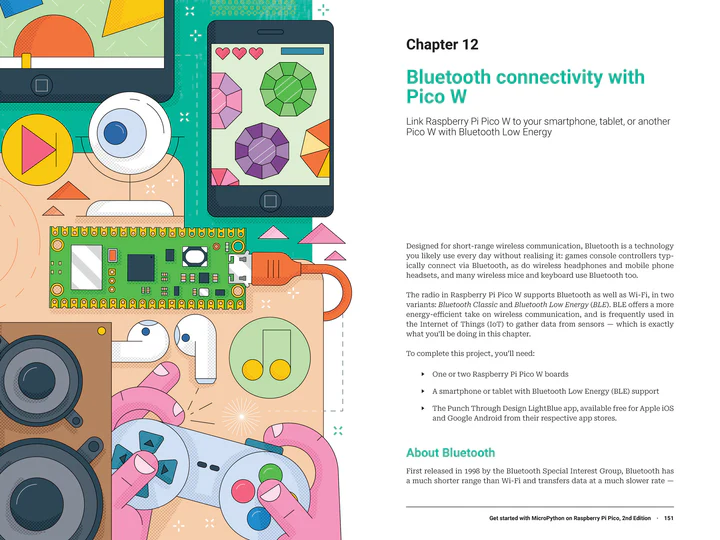 Chapter 12
Bluetooth connectivity with
Pico W
Link Raspberry Pi Pico W to your smartphone, tablet, or another
Pico W with Bluetooth Low Energy
Designed for short-range wireless communication, Bluetooth is a technology
you likely use every day without realising it: games console controllers typ-
ically connect via Bluetooth, as do wireless headphones and mobile phone
headsets, and many wireless mice and keyboard use Bluetooth too.
The radio in Raspberry Pi Pico W supports Bluetooth as well as Wi-Fi, in two
variants: Bluetooth Classic and Bluetooth Low Energy (BLE). BLE offers a more
energy-efficient take on wireless communication, and is frequently used in
the Internet of Things (IoT) to gather data from sensors — which is exactly
what you'll be doing in this chapter.
To complete this project, you'll need:
‣ One or two Raspberry Pi Pico W boards
‣ A smartphone or tablet with Bluetooth Low Energy (BLE) support
‣ The Punch Through Design LightBlue app, available free for Apple iOS
and Google Android from their respective app stores.
About Bluetooth
First released in 1998 by the Bluetooth Special Interest Group, Bluetooth has
a much shorter range than Wi-Fi and transfers data at a much slower rate —
Get started with MicroPython on Raspberry Pi Pico, 2nd Edition · 151